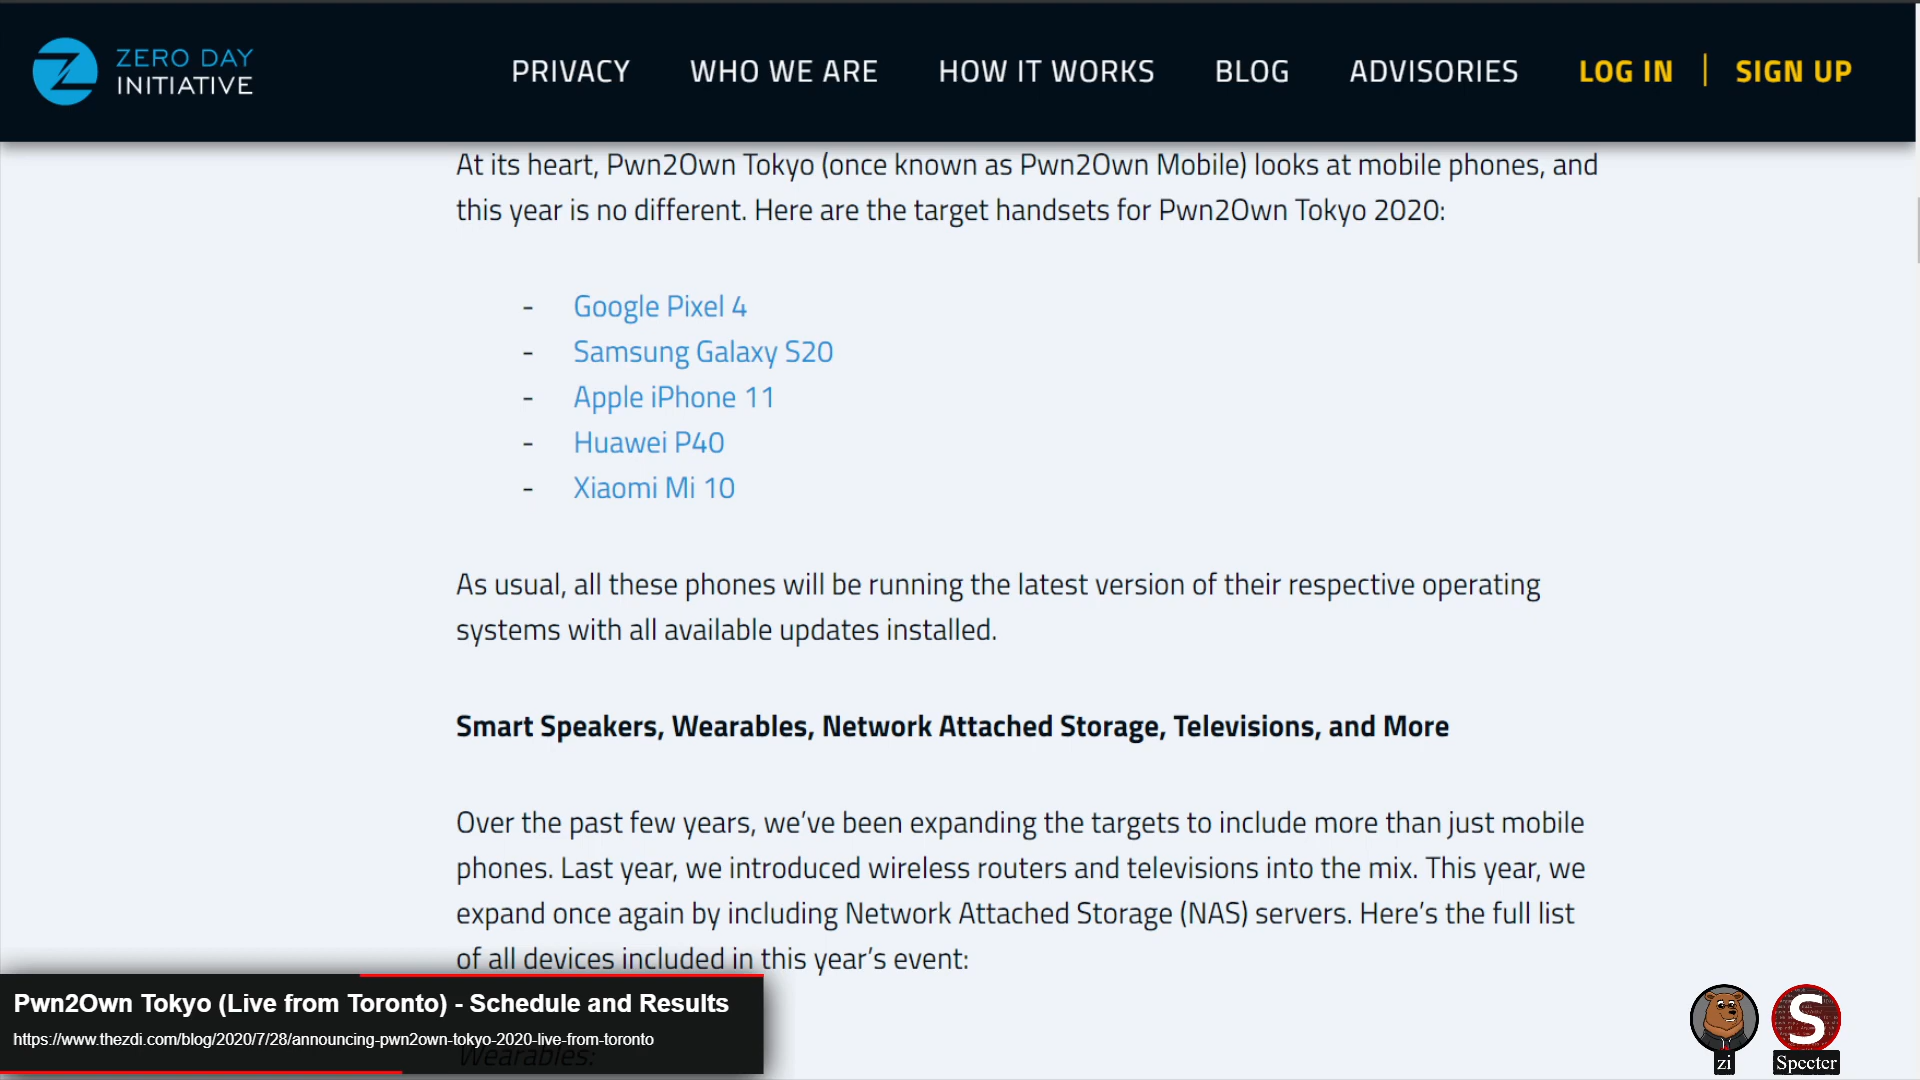 ZERO DAY
INITIATIVE
PRIVACY
WHO WE ARE
HOW IT WORKS
BLOG
ADVISORIES
LOG IN | SIGN UP
At its heart, Pwn2Own Tokyo (once known as Pwn2Own Mobile) looks at mobile phones, and
this year is no different. Here are the target handsets for Pwn2Own Tokyo 2020:
- Google Pixel 4
- Samsung Galaxy S20
- Apple iPhone 11
- Huawei P40
- Xiaomi Mi 10
As usual, all these phones will be running the latest version of their respective operating
systems with all available updates installed.
Smart Speakers, Wearables, Network Attached Storage, Televisions, and More
Over the past few years, we’ve been expanding the targets to include more than just mobile
phones. Last year, we introduced wireless routers and televisions into the mix. This year, we
expand once again by including Network Attached Storage (NAS) servers. Here’s the full list
of all devices included in this year’s event:
Pwn2Own Tokyo (Live from Toronto) - Schedule and Results
https://www.thezdi.com/blog/2020/7/28/announcing-pwn2own-tokyo-2020-live-from-toronto
Wearables:
S
zi
Specter